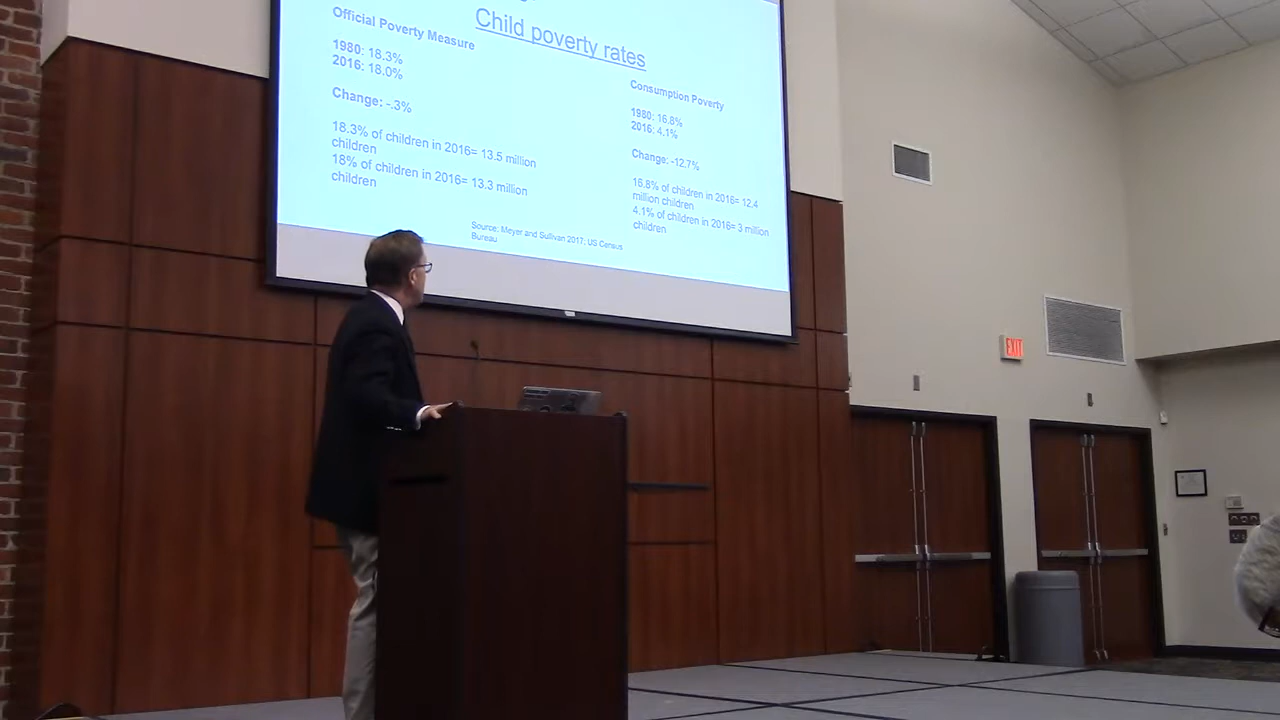 Child poverty rates
Official Poverty Measure
1980: 18.3%
2016: 18.0%
Change: -.3%
18.3% of children in 2016= 13.5 million
children
18% of children in 2016= 13.3 million
children
Consumption Poverty
1980: 16.8%
2016: 4.1%
Change: -12.7%
16.8% of children in 2016= 12.4
million children
4.1% of children in 2016= 3 million
children
Source: Meyer and Sullivan 2017; US Census
Bureau
EXIT